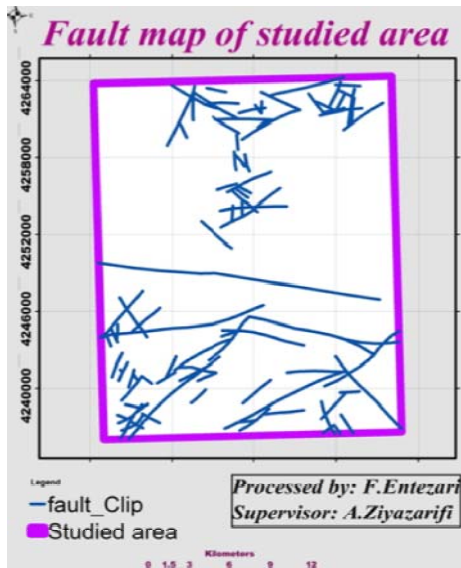 Fault map of studied area
4264000
4258000
4252000
4246000
4240000
Legend
fault_Clip
Studied area
Processed by: F.Entezari
Supervisor: A.Ziyazarifi
Kilometers
0 1.5 3 6 9 12